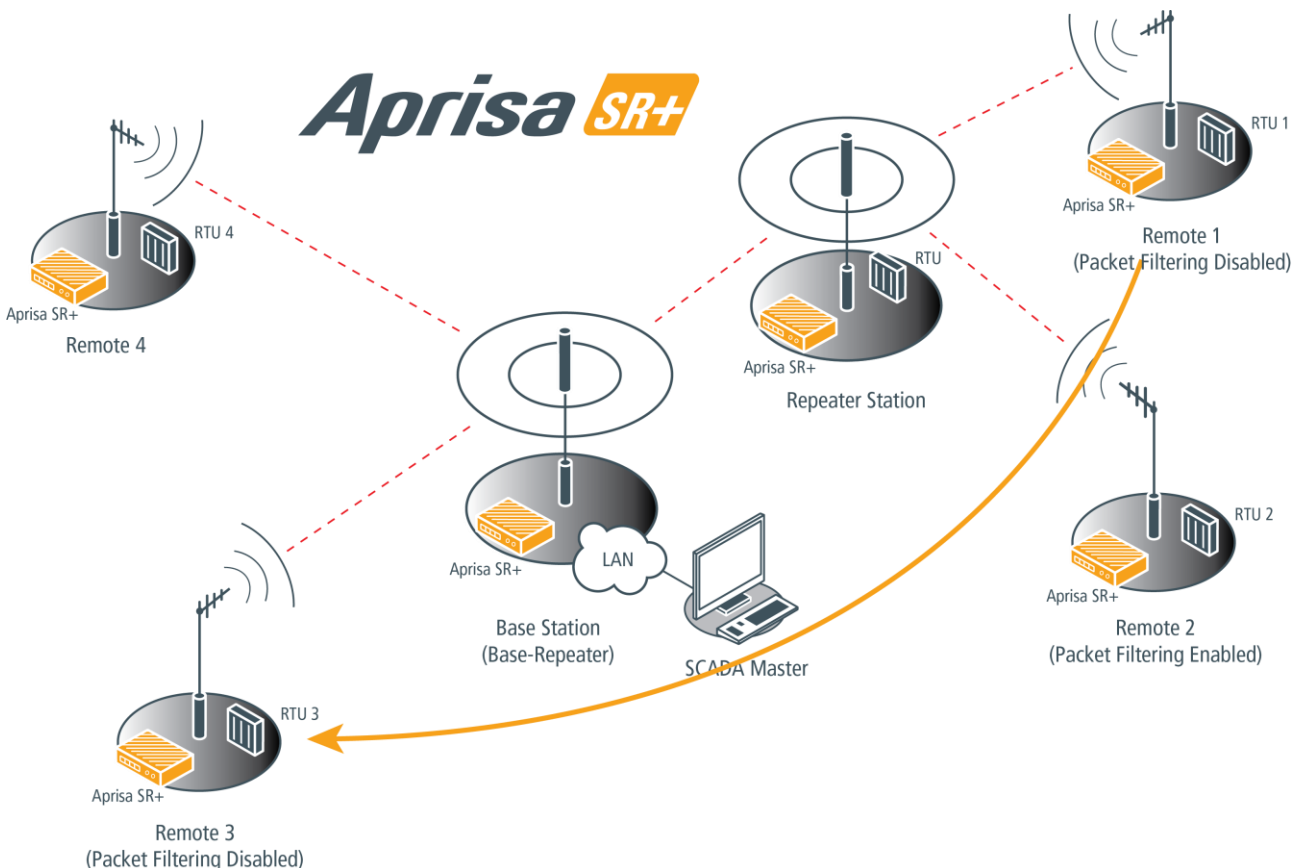 Aprisa SR+
RTU 1
Aprisa SR+
Remote 1
(Packet Filtering Disabled)
RTU 4
Aprisa SR+
Remote 4
RTU
Aprisa SR+
Repeater Station
RTU 2
Aprisa SR+
Remote 2
(Packet Filtering Enabled)
LAN
Aprisa SR+
Base Station
(Base-Repeater)
SCADA Master
RTU 3
Aprisa SR+
Remote 3
(Packet Filtering Disabled)